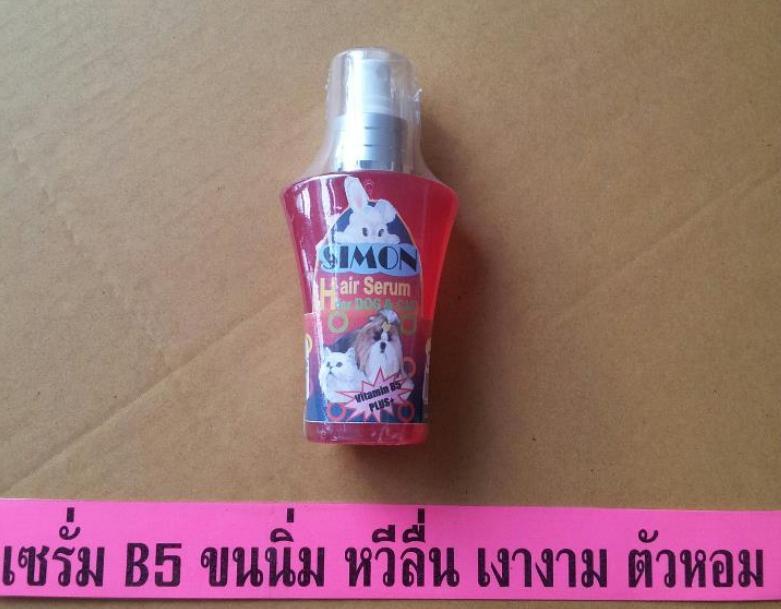 SIMON
Hair Serum
for DOG & CAT
Vitamin B5
PLUS+
เซรั่ม B5 ขนนิ่ม หวีลื่น เงางาม ตัวหอม